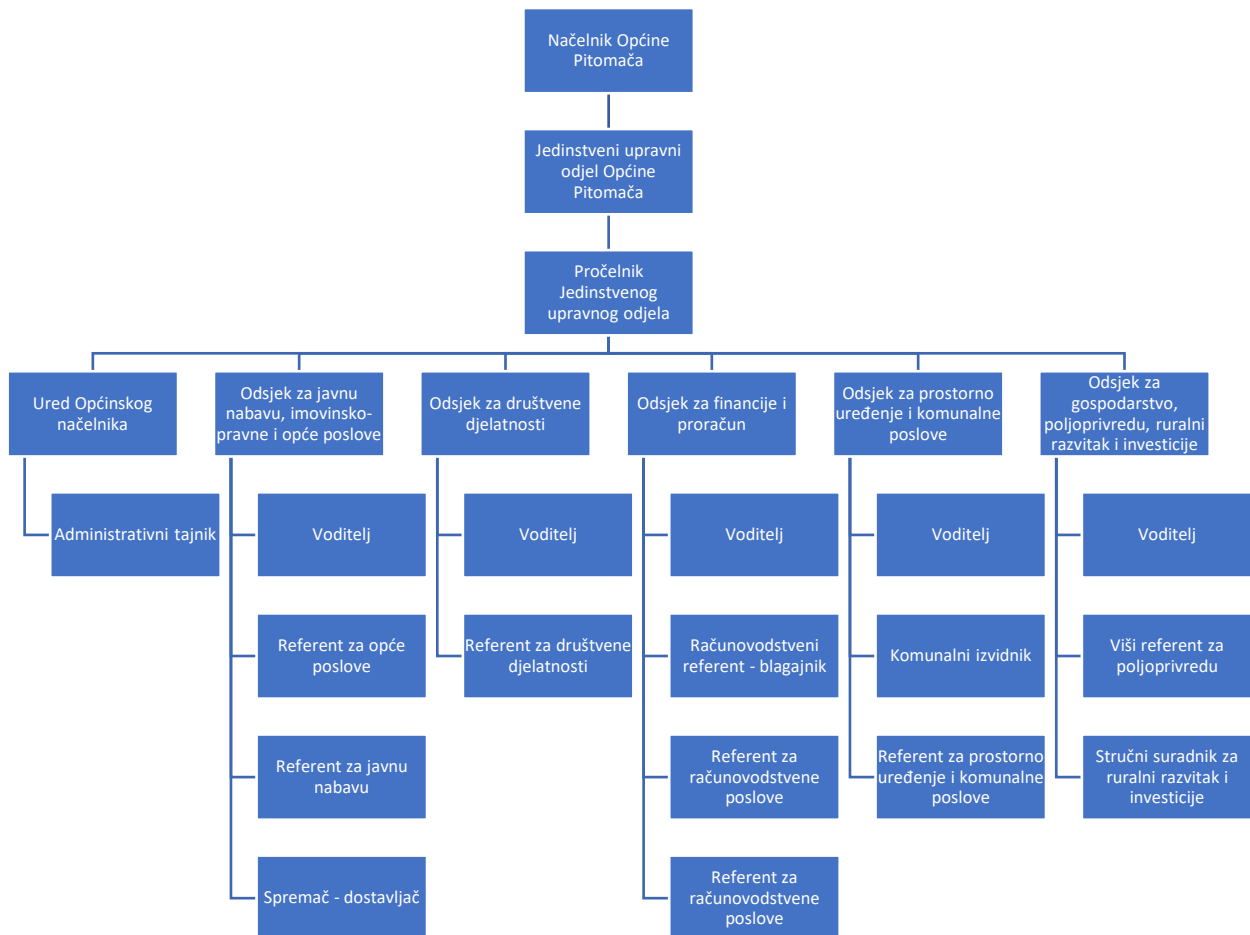 Načelnik Općine
Pitomača
Jedinstveni upravni
odjel Općine
Pitomača
Pročelnik
Jedinstvenog
upravnog odjela
Ured Općinskog
načelnika
Administrativni tajnik
Odsjek za javnu
nabavu, imovinsko-
pravne i opće poslove
Voditelj
Referent za opće
poslove
Referent za javnu
nabavu
Spremač - dostavljač
Odsjek za društvene
djelatnosti
Voditelj
Referent za društvene
djelatnosti
Odsjek za financije i
proračun
Voditelj
Računovodstveni
referent - blagajnik
Referent za
računovodstvene
poslove
Referent za
računovodstvene
poslove
Odsjek za prostorno
uređenje i komunalne
poslove
Voditelj
Komunalni izvidnik
Referent za prostorno
uređenje i komunalne
poslove
Odsjek za
gospodarstvo,
poljoprivredu, ruralni
razvitak i investicije
Voditelj
Viši referent za
poljoprivredu
Stručni suradnik za
ruralni razvitak i
investicije